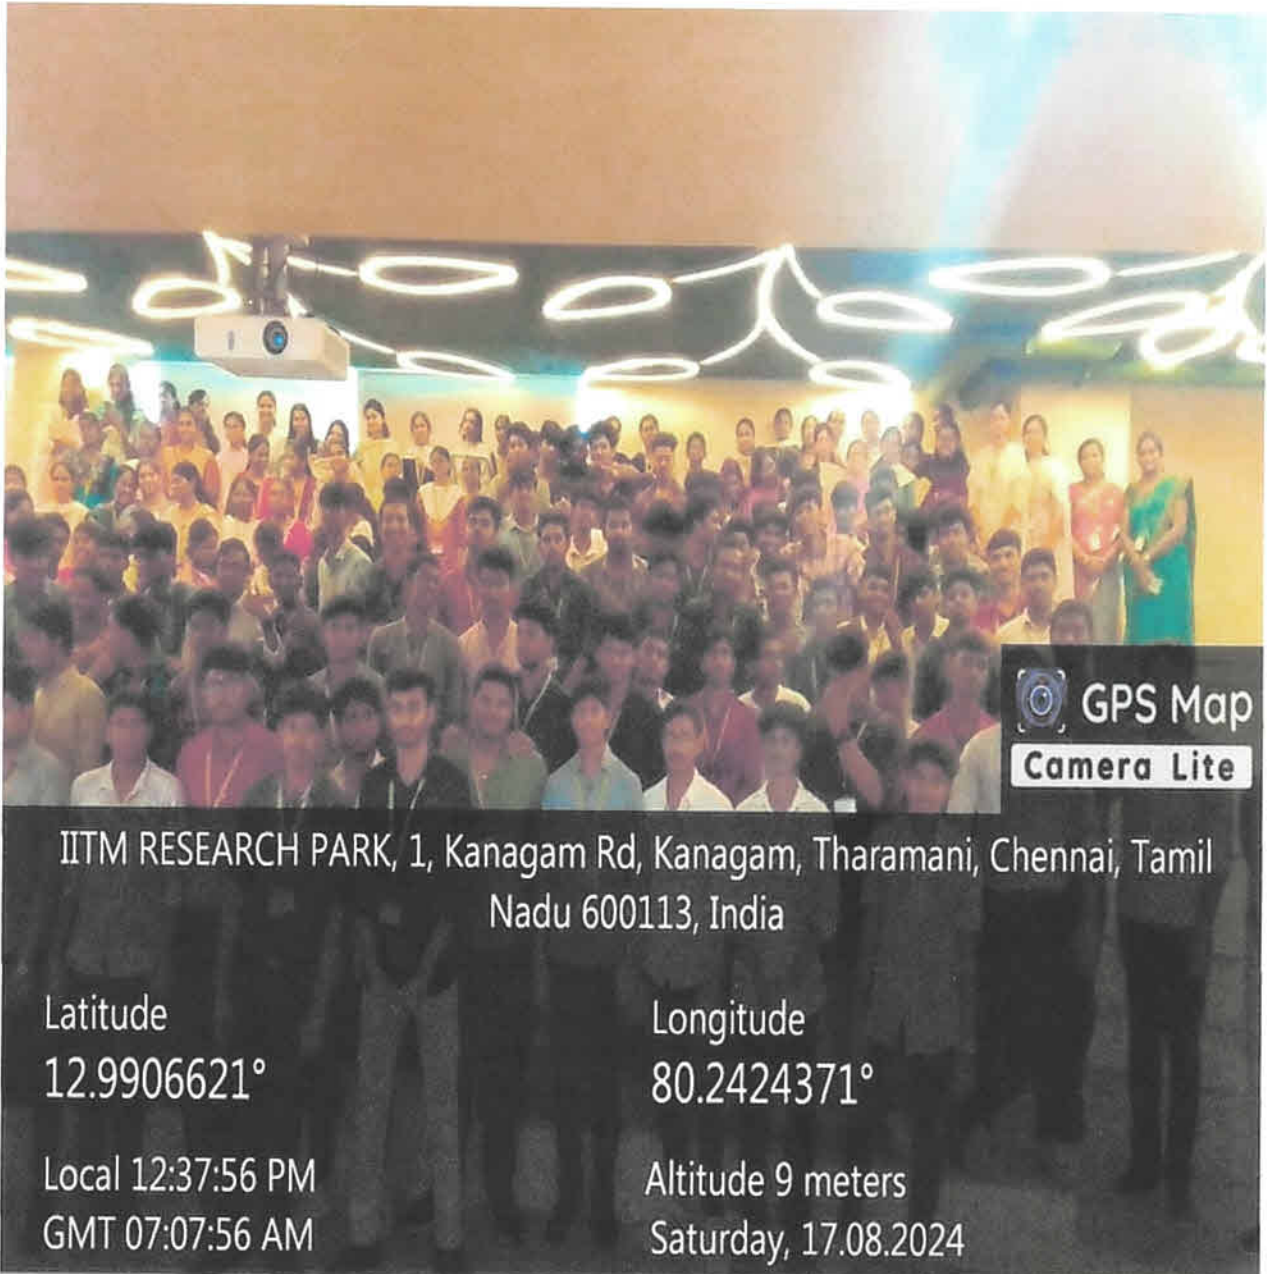 GPS Map
Camera Lite
IITM RESEARCH PARK, 1, Kanagam Rd, Kanagam, Tharamani, Chennai, Tamil
Nadu 600113, India
Latitude
12.9906621°
Longitude
80.2424371°
Local 12:37:56 PM
GMT 07:07:56 AM
Altitude 9 meters
Saturday, 17.08.2024